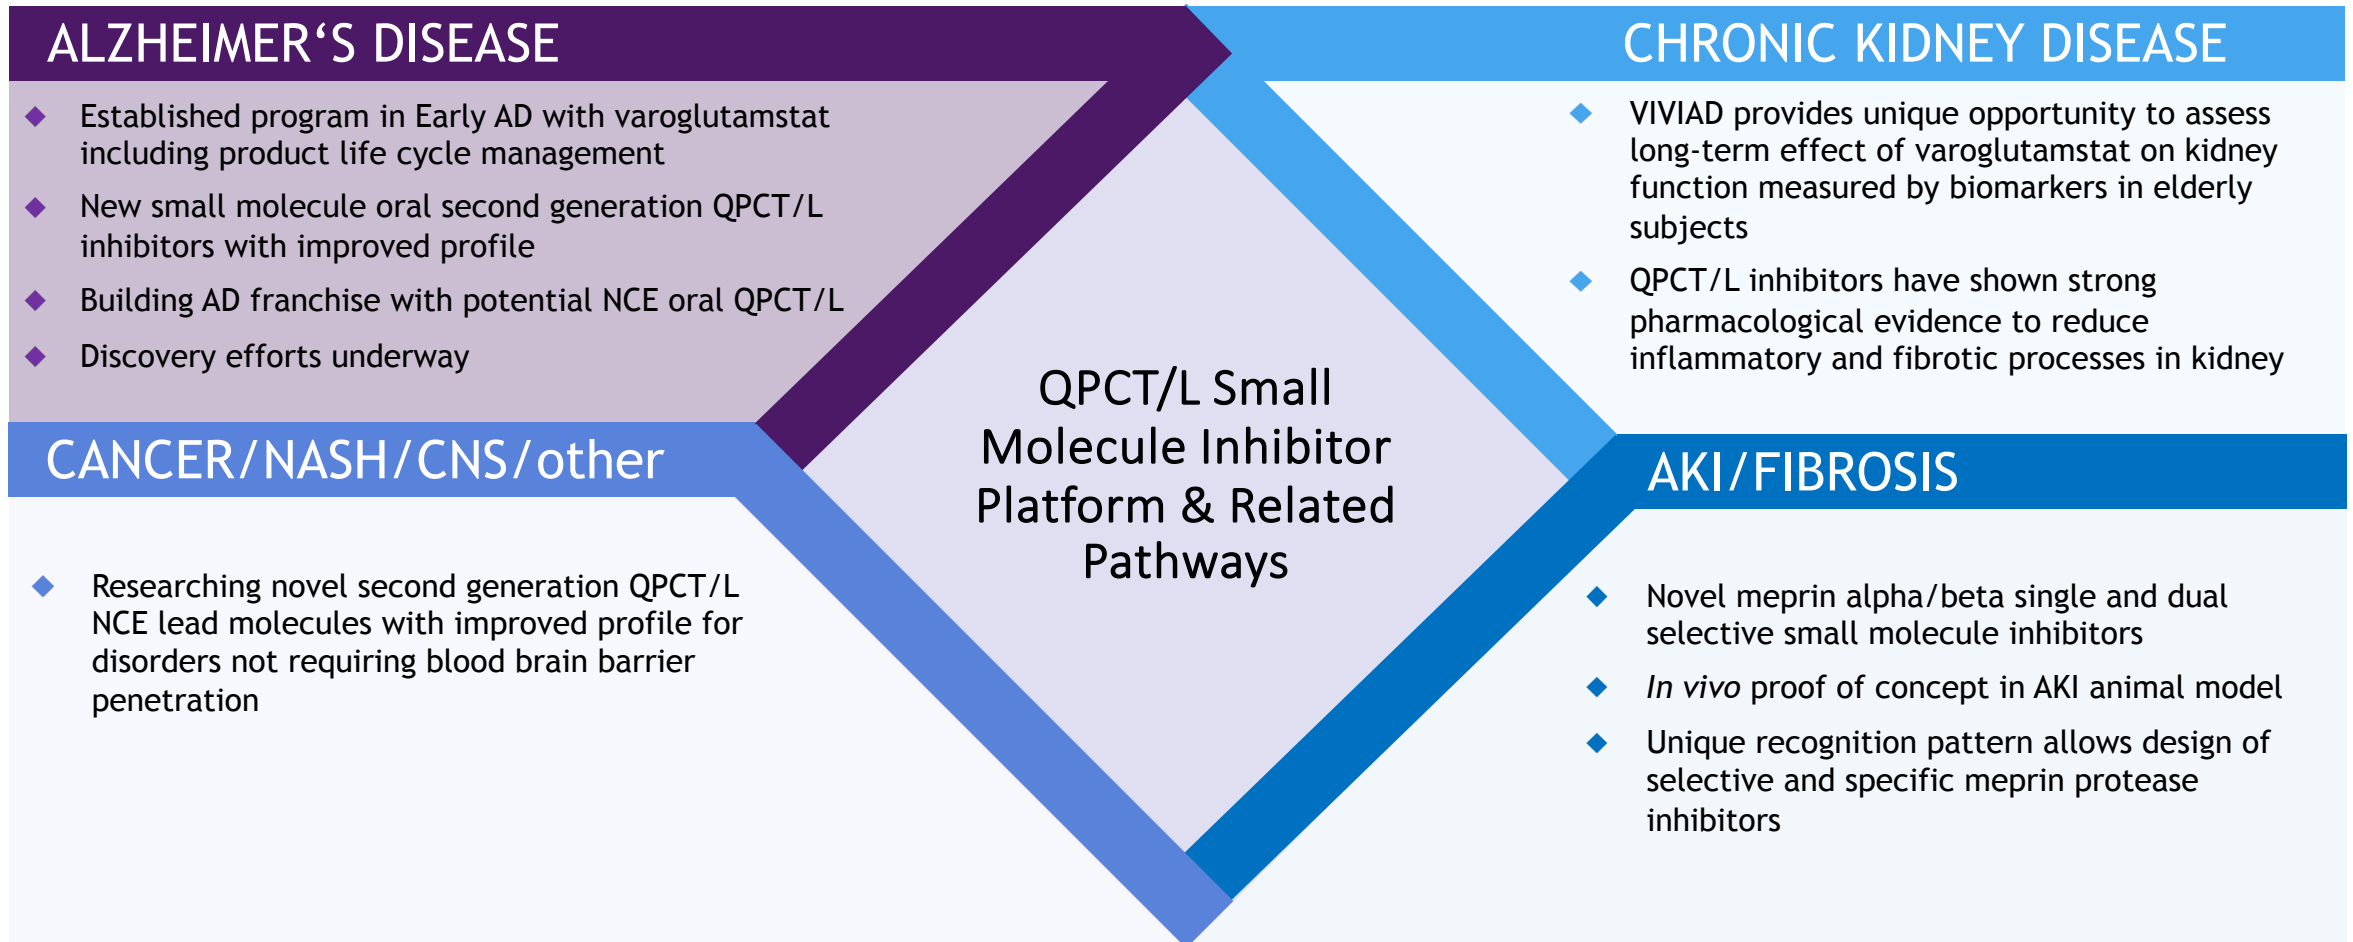 ALZHEIMER‘S DISEASE
Established program in Early AD with varoglutamstat
including product life cycle management
New small molecule oral second generation QPCT/L
inhibitors with improved profile
Building AD franchise with potential NCE oral QPCT/L
Discovery efforts underway
CHRONIC KIDNEY DISEASE
VIVIAD provides unique opportunity to assess
long-term effect of varoglutamstat on kidney
function measured by biomarkers in elderly
subjects
QPCT/L inhibitors have shown strong
pharmacological evidence to reduce
inflammatory and fibrotic processes in kidney
QPCT/L Small
Molecule Inhibitor
Platform & Related
Pathways
CANCER/NASH/CNS/other
Researching novel second generation QPCT/L
NCE lead molecules with improved profile for
disorders not requiring blood brain barrier
penetration
AKI/FIBROSIS
Novel meprin alpha/beta single and dual
selective small molecule inhibitors
In vivo proof of concept in AKI animal model
Unique recognition pattern allows design of
selective and specific meprin protease
inhibitors